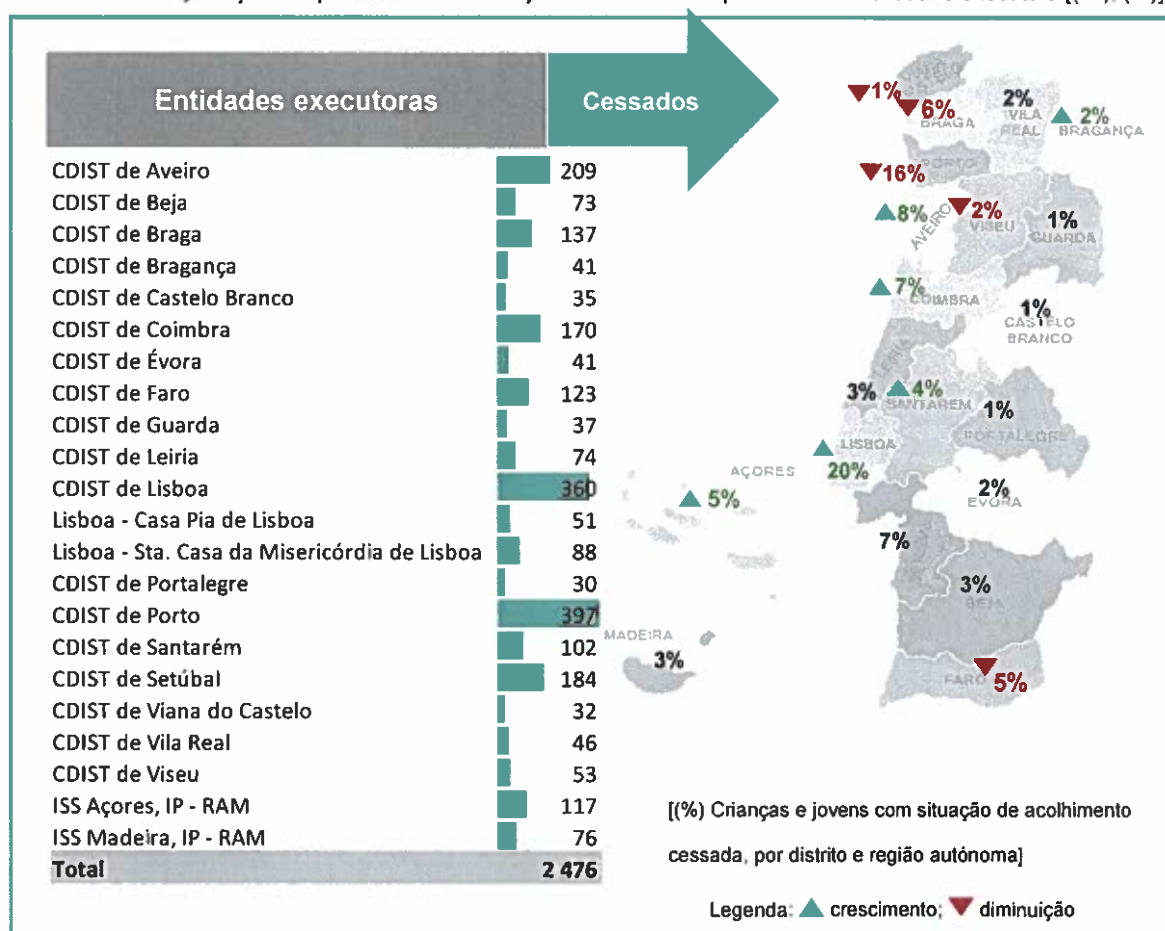 Entidades executoras
Cessados
CDIST de Aveiro 209
CDIST de Beja 73
CDIST de Braga 137
CDIST de Bragança 41
CDIST de Castelo Branco 35
CDIST de Coimbra 170
CDIST de Évora 41
CDIST de Faro 123
CDIST de Guarda 37
CDIST de Leiria 74
CDIST de Lisboa 360
Lisboa - Casa Pia de Lisboa 51
Lisboa - Sta. Casa da Misericórdia de Lisboa 88
CDIST de Portalegre 30
CDIST de Porto 397
CDIST de Santarém 102
CDIST de Setúbal 184
CDIST de Viana do Castelo 32
CDIST de Vila Real 46
CDIST de Viseu 53
ISS Açores, IP - RAM 117
ISS Madeira, IP - RAM 76
Total 2 476
1%
6%
BRAGA
2%
VILA
REAL
2%
BRAGANÇA
PORTO
16%
8%
AVEIRO
2%
VISEU
1%
GUARDA
7%
COIMBRA
1%
CASTELO
BRANCO
LEIRIA
3%
4%
SANTARÉM
1%
PORTALEGRE
LISBOA
20%
AÇORES
5%
2%
ÉVORA
7%
3%
BEJA
MADEIRA
3%
FARO
5%
[(%) Crianças e jovens com situação de acolhimento
cessada, por distrito e região autónoma]
Legenda: ▲ crescimento; ▼ diminuição